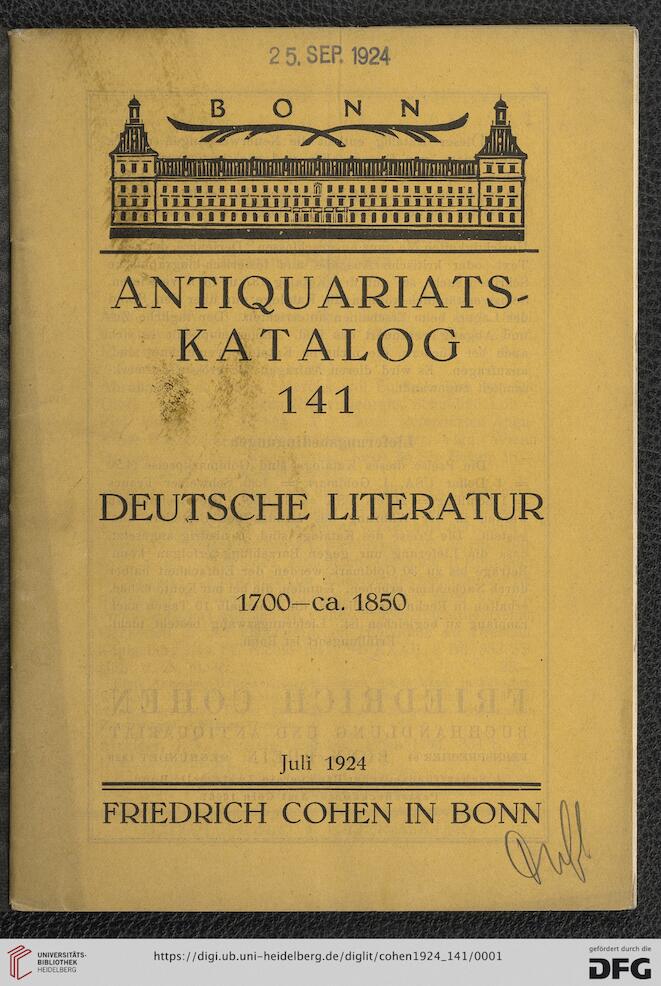 25. SEP. 1924
BONN
ANTIQUARIATS-
KATALOG
141
DEUTSCHE LITERATUR
1700—ca. 1850
Juli 1924
FRIEDRICH COHEN IN BONN
UNIVERSITÄTS-
BIBLIOTHEK
HEIDELBERG
https://digi.ub.uni-heidelberg.de/diglit/cohen1924_141/0001
gefördert durch die
DFG